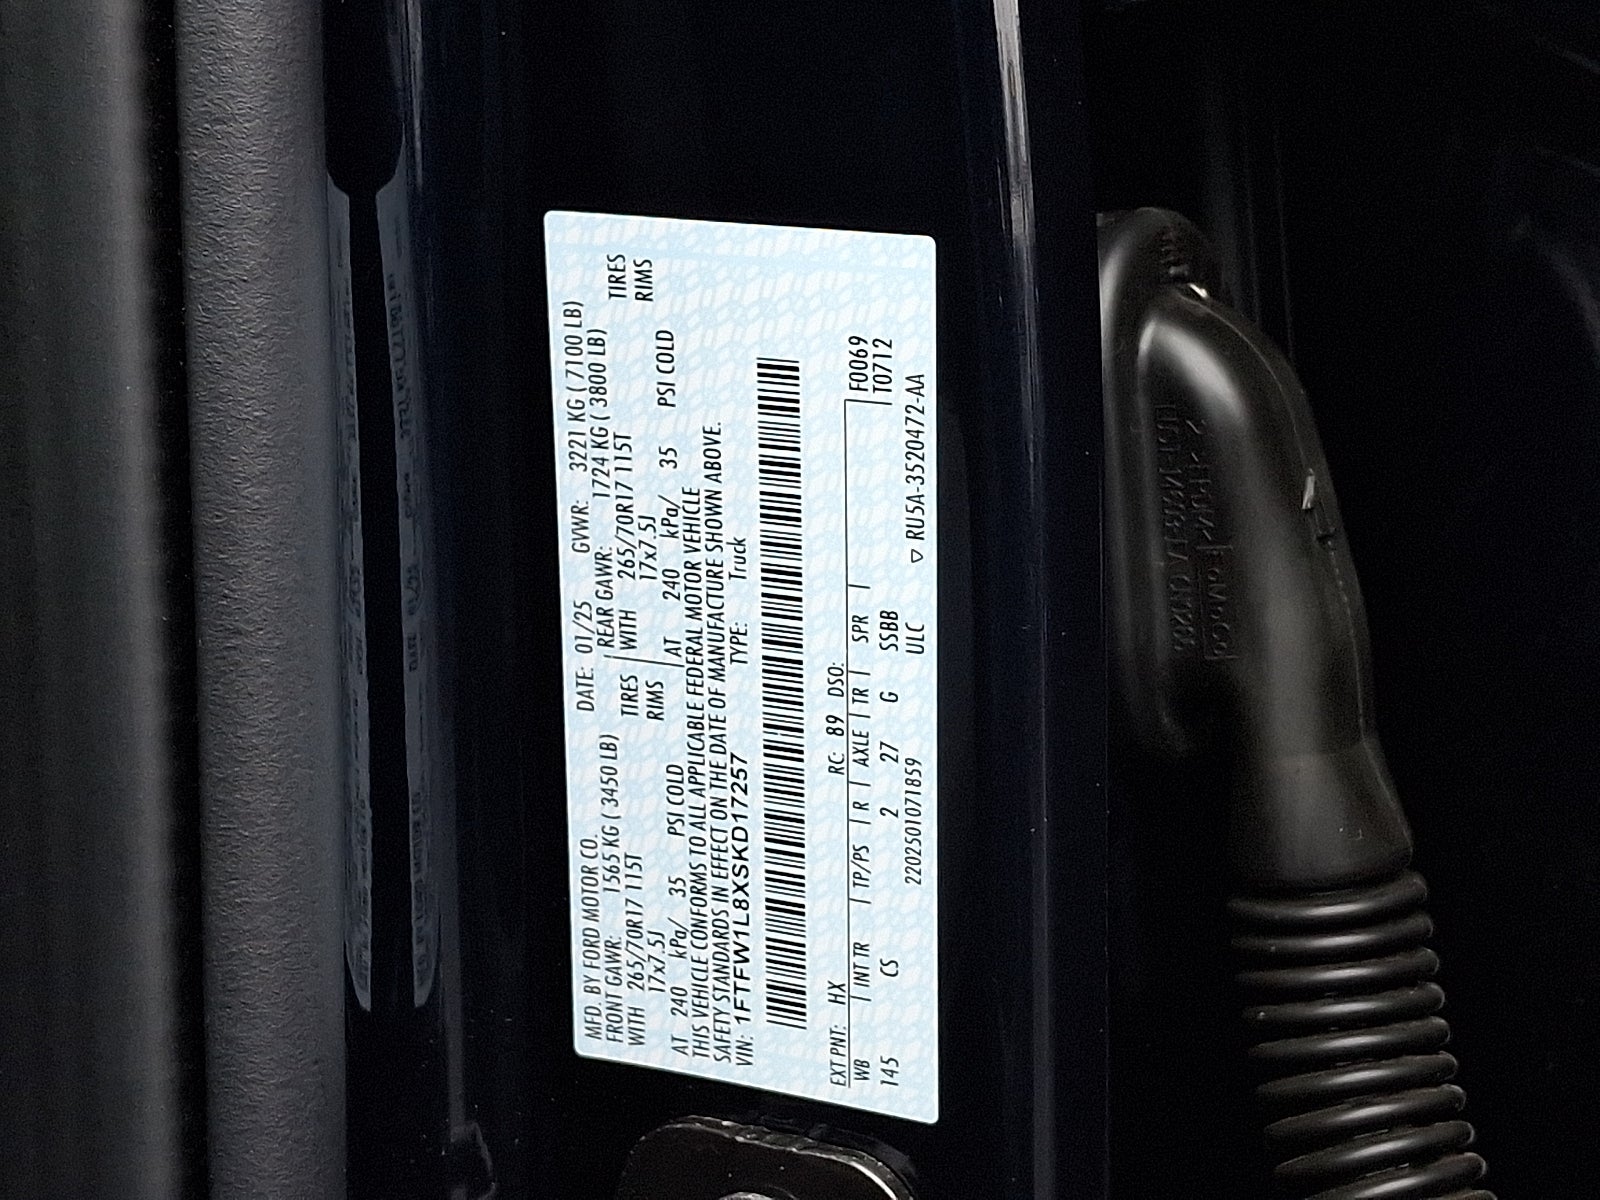 MFD. BY FORD MOTOR CO. DATE: 01/25 GVWR: 3221 KG ( 7100 LB)
FRONT GAWR: 1565 KG ( 3450 LB) REAR GAWR: 1724 KG ( 3800 LB)
WITH 265/70R17 115T TIRES WITH 265/70R17 115T TIRES
17x7.5J RIMS 17x7.5J RIMS
AT 240 kPa/ 35 PSI COLD AT 240 kPa/ 35 PSI COLD
THIS VEHICLE CONFORMS TO ALL APPLICABLE FEDERAL MOTOR VEHICLE
SAFETY STANDARDS IN EFFECT ON THE DATE OF MANUFACTURE SHOWN ABOVE.
VIN: 1FTFW1L8XSKD17257 TYPE: Truck
EXT PNT: HX RC: 89 DSO: F0069
WB INT TR TP/PS R AXLE TR SPR T0712
145 CS 2 27 G SSBB
2202501071859 ULC ▽ RU5A-3520472-AA